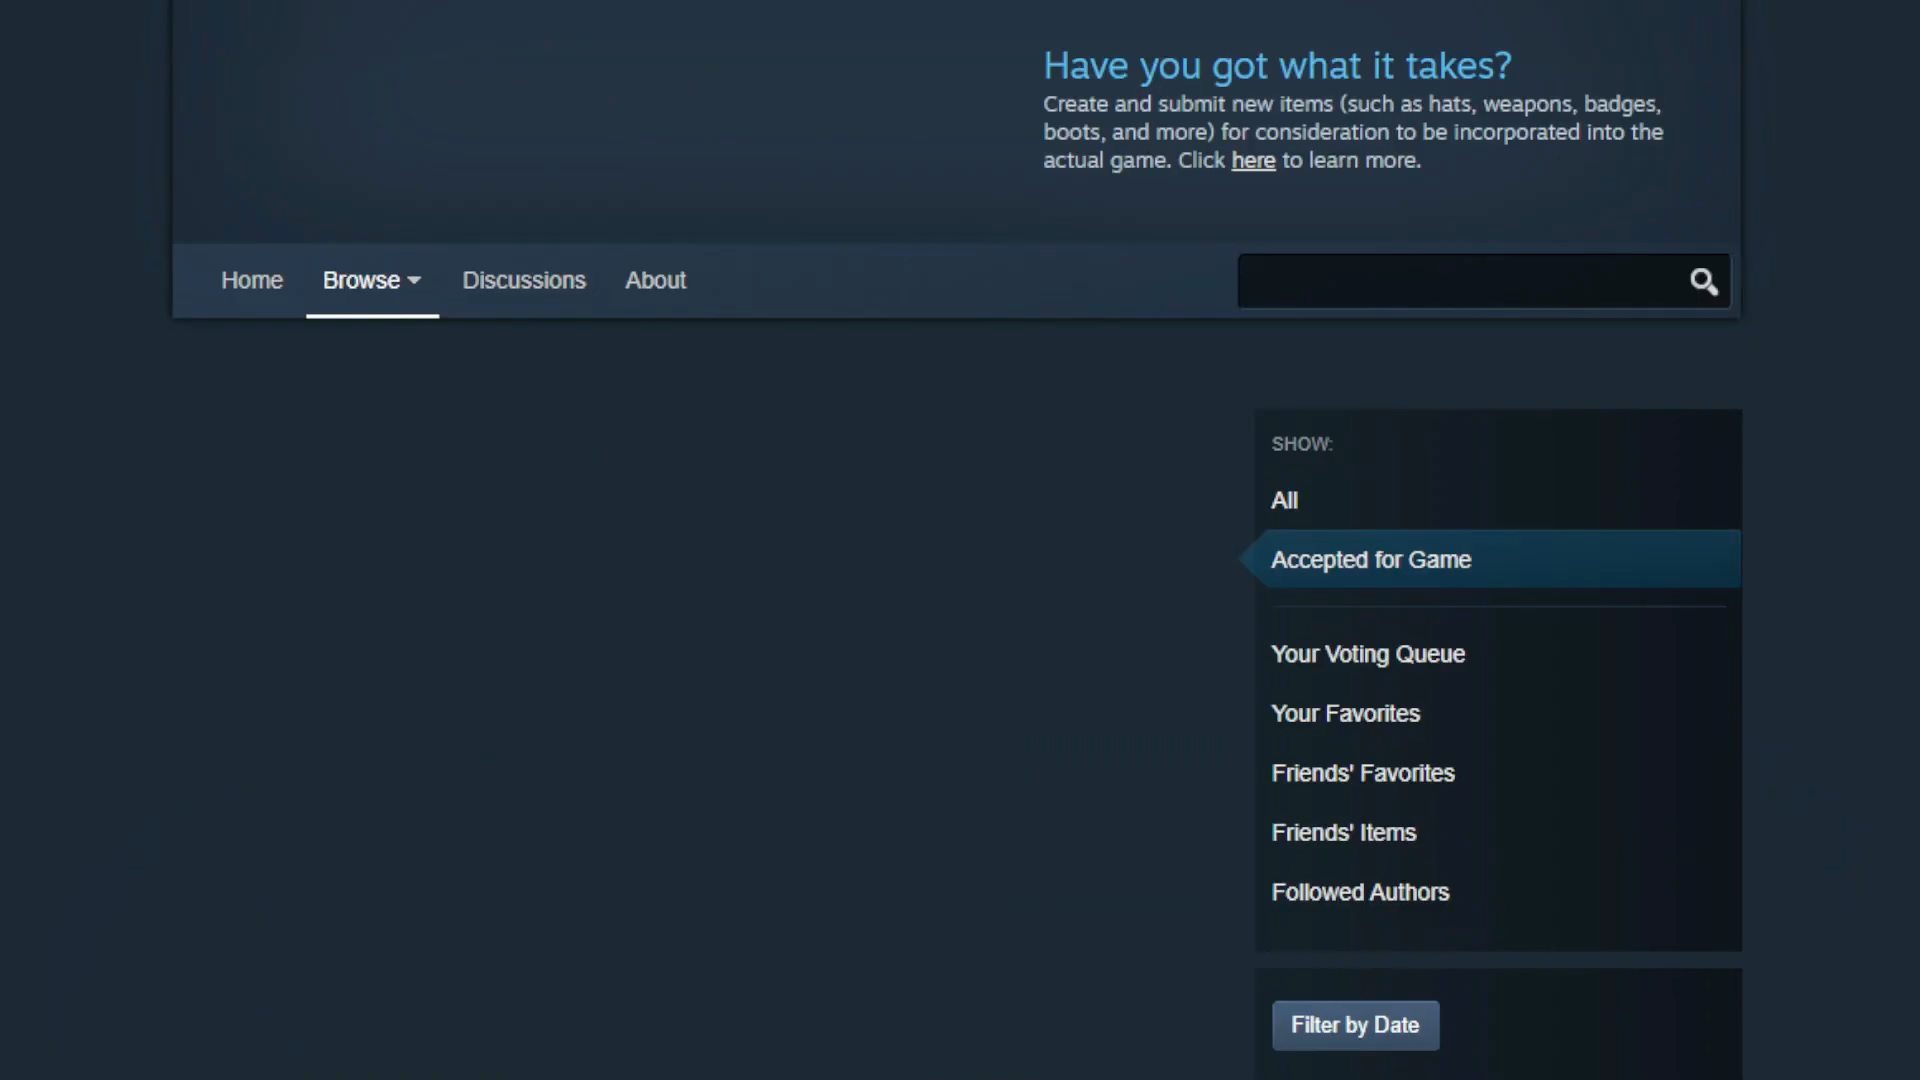 Have you got what it takes?
Create and submit new items (such as hats, weapons, badges,
boots, and more) for consideration to be incorporated into the
actual game. Click here to learn more.
Home Browse Discussions About
SHOW:
All
Accepted for Game
Your Voting Queue
Your Favorites
Friends' Favorites
Friends' Items
Followed Authors
Filter by Date